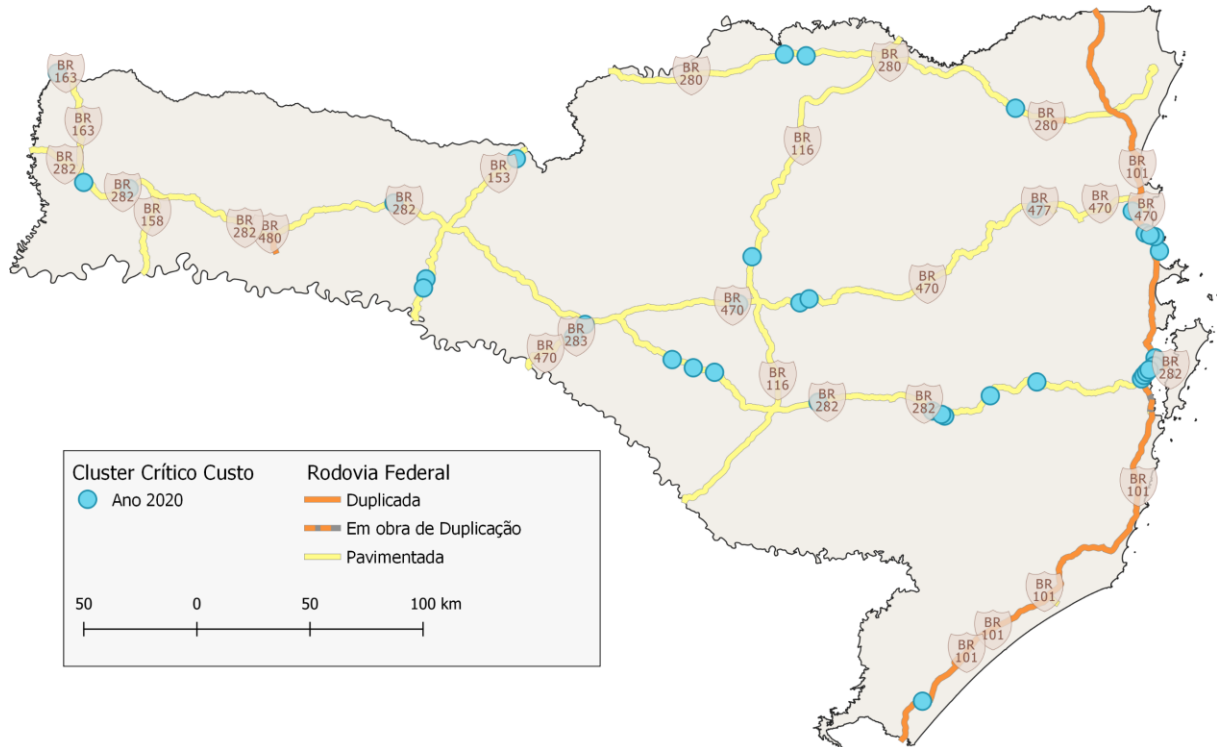 BR
163
BR
163
BR
282
BR
282
BR
158
BR
282
BR
480
BR
282
BR
153
BR
280
BR
280
BR
280
BR
116
BR
101
BR
477
BR
470
BR
470
BR
470
BR
470
BR
283
BR
470
BR
116
BR
282
BR
282
BR
282
BR
101
BR
101
BR
101
BR
101
Cluster Crítico Custo
Ano 2020
Rodovia Federal
Duplicada
Em obra de Duplicação
Pavimentada
50 0 50 100 km